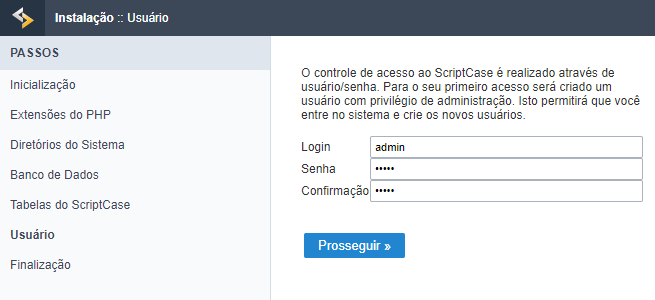 Instalação :: Usuário
PASSOS
Inicialização
Extensões do PHP
Diretórios do Sistema
Banco de Dados
Tabelas do ScriptCase
Usuário
Finalização
O controle de acesso ao ScriptCase é realizado através de
usuário/senha. Para o seu primeiro acesso será criado um
usuário com privilégio de administração. Isto permitirá que você
entre no sistema e crie os novos usuários.
Login admin
Senha •••••
Confirmação •••••
Prosseguir »